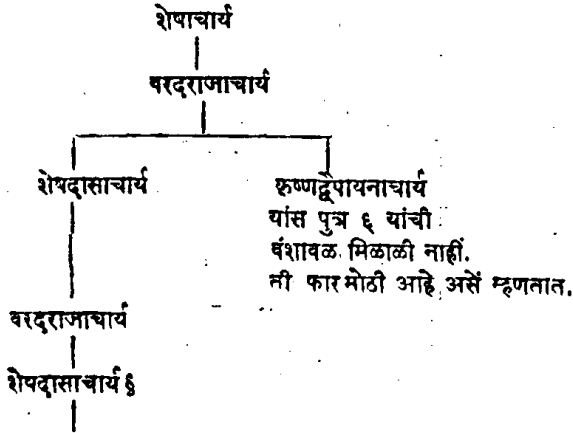 शेषाचार्य
वरदराजाचार्य
शेषदासाचार्य
कृष्णद्वैपायनाचार्य
यांस पुत्र ६ यांची
वंशावळ मिळाली नाहीं.
ती फार मोठी आहे असें म्हणतात.
वरदराजाचार्य
शेषदासाचार्य §